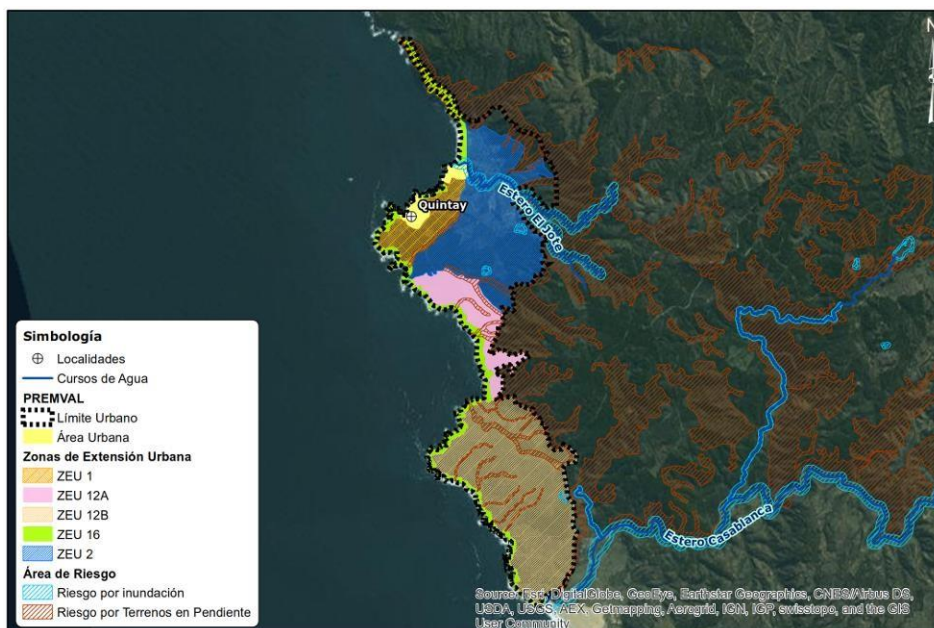 N
Quintay
Estero El Jote
Estero Casablanca
Simbología
Localidades
Cursos de Agua
PREMVAL
Límite Urbano
Área Urbana
Zonas de Extensión Urbana
ZEU 1
ZEU 12A
ZEU 12B
ZEU 16
ZEU 2
Área de Riesgo
Riesgo por inundación
Riesgo por Terrenos en Pendiente
Source: Esri, DigitalGlobe, GeoEye, Earthstar Geographics, CNES/Airbus DS,
USDA, USGS, AEX, Getmapping, Aerogrid, IGN, IGP, swisstopo, and the GIS
User Community